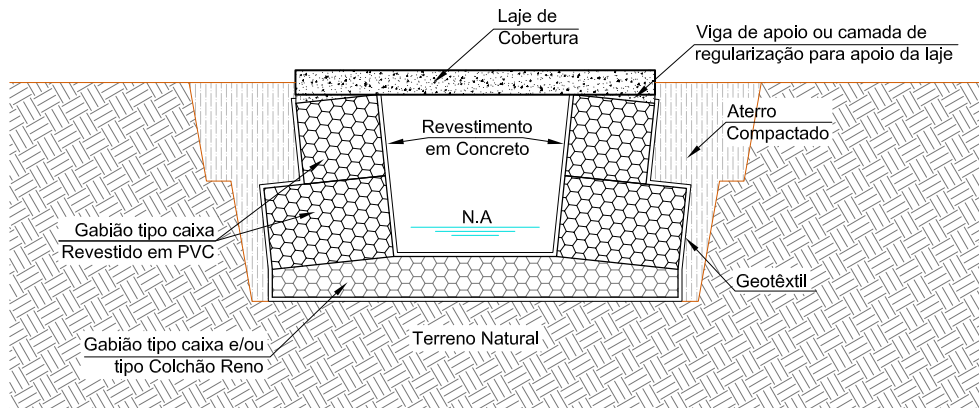 Laje de
Cobertura
Viga de apoio ou camada de
regularização para apoio da laje
Aterro
Compactado
Revestimento
em Concreto
N.A
Gabião tipo caixa
Revestido em PVC
Geotêxtil
Gabião tipo caixa e/ou
tipo Colchão Reno
Terreno Natural